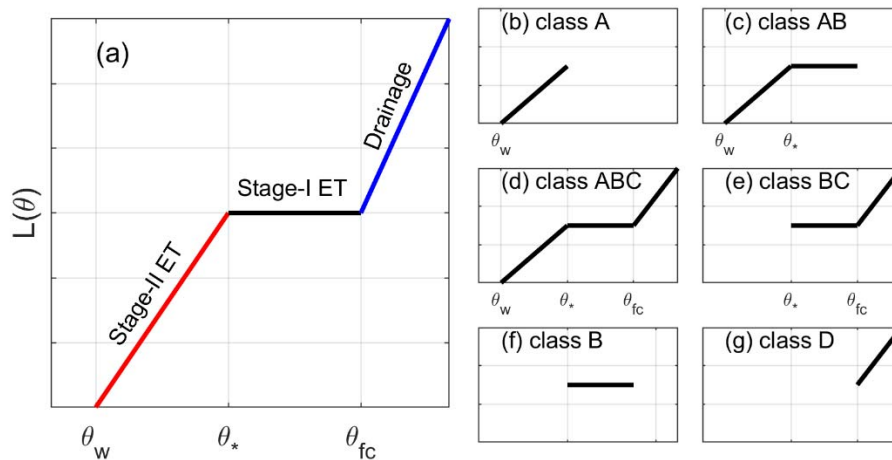 (a)
L(θ)
Stage-II ET
Stage-I ET
Drainage
θw
θ*
θfc
(b) class A
θw
(c) class AB
θw
θ*
(d) class ABC
θw
θ*
θfc
(e) class BC
θ*
θfc
(f) class B
(g) class D